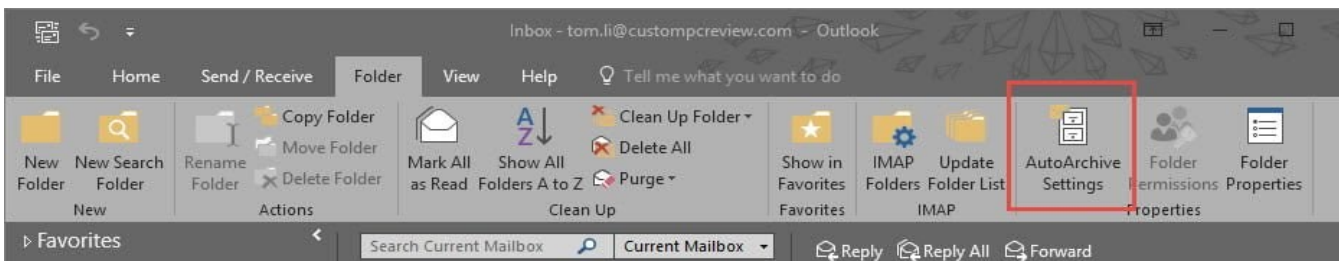 Inbox - tom.li@custompcreview.com - Outlook
File Home Send / Receive Folder View Help Tell me what you want to do
New Folder
New Search Folder
Rename Folder
Copy Folder
Move Folder
Delete Folder
Mark All as Read
Show All Folders A to Z
Clean Up Folder
Delete All
Purge
Show in Favorites
IMAP Folders
Update Folder List
AutoArchive Settings
Folder Permissions
Folder Properties
New Actions Clean Up Favorites IMAP Properties
Favorites
Search Current Mailbox Current Mailbox Reply Reply All Forward